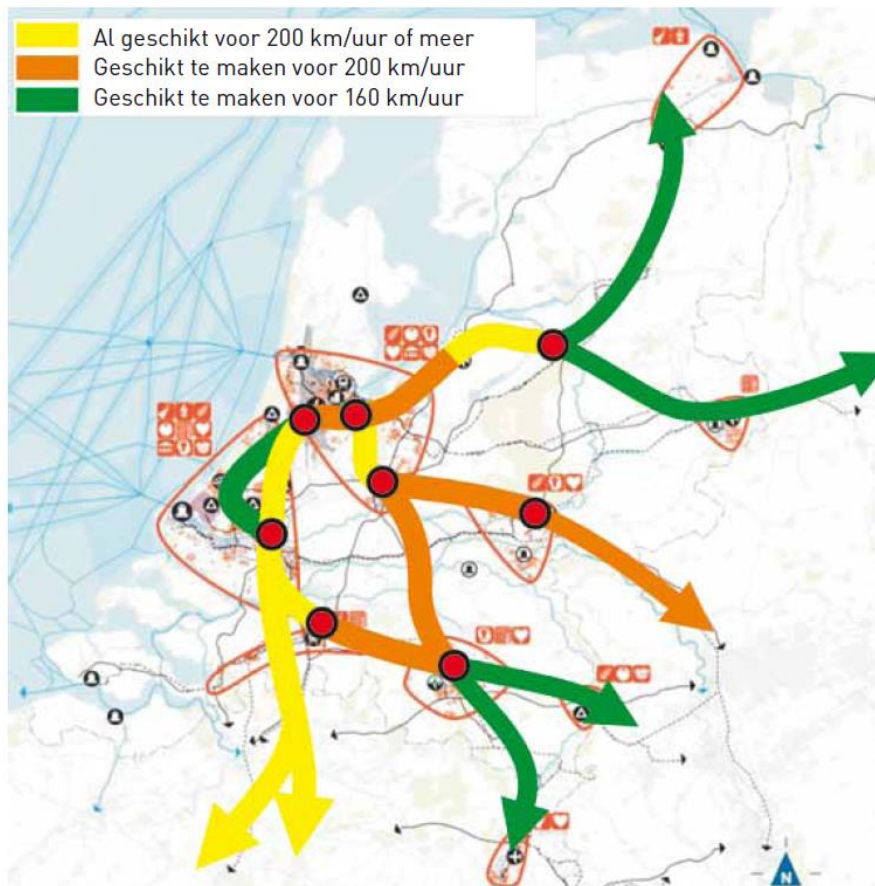 Al geschikt voor 200 km/uur of meer
Geschikt te maken voor 200 km/uur
Geschikt te maken voor 160 km/uur
N